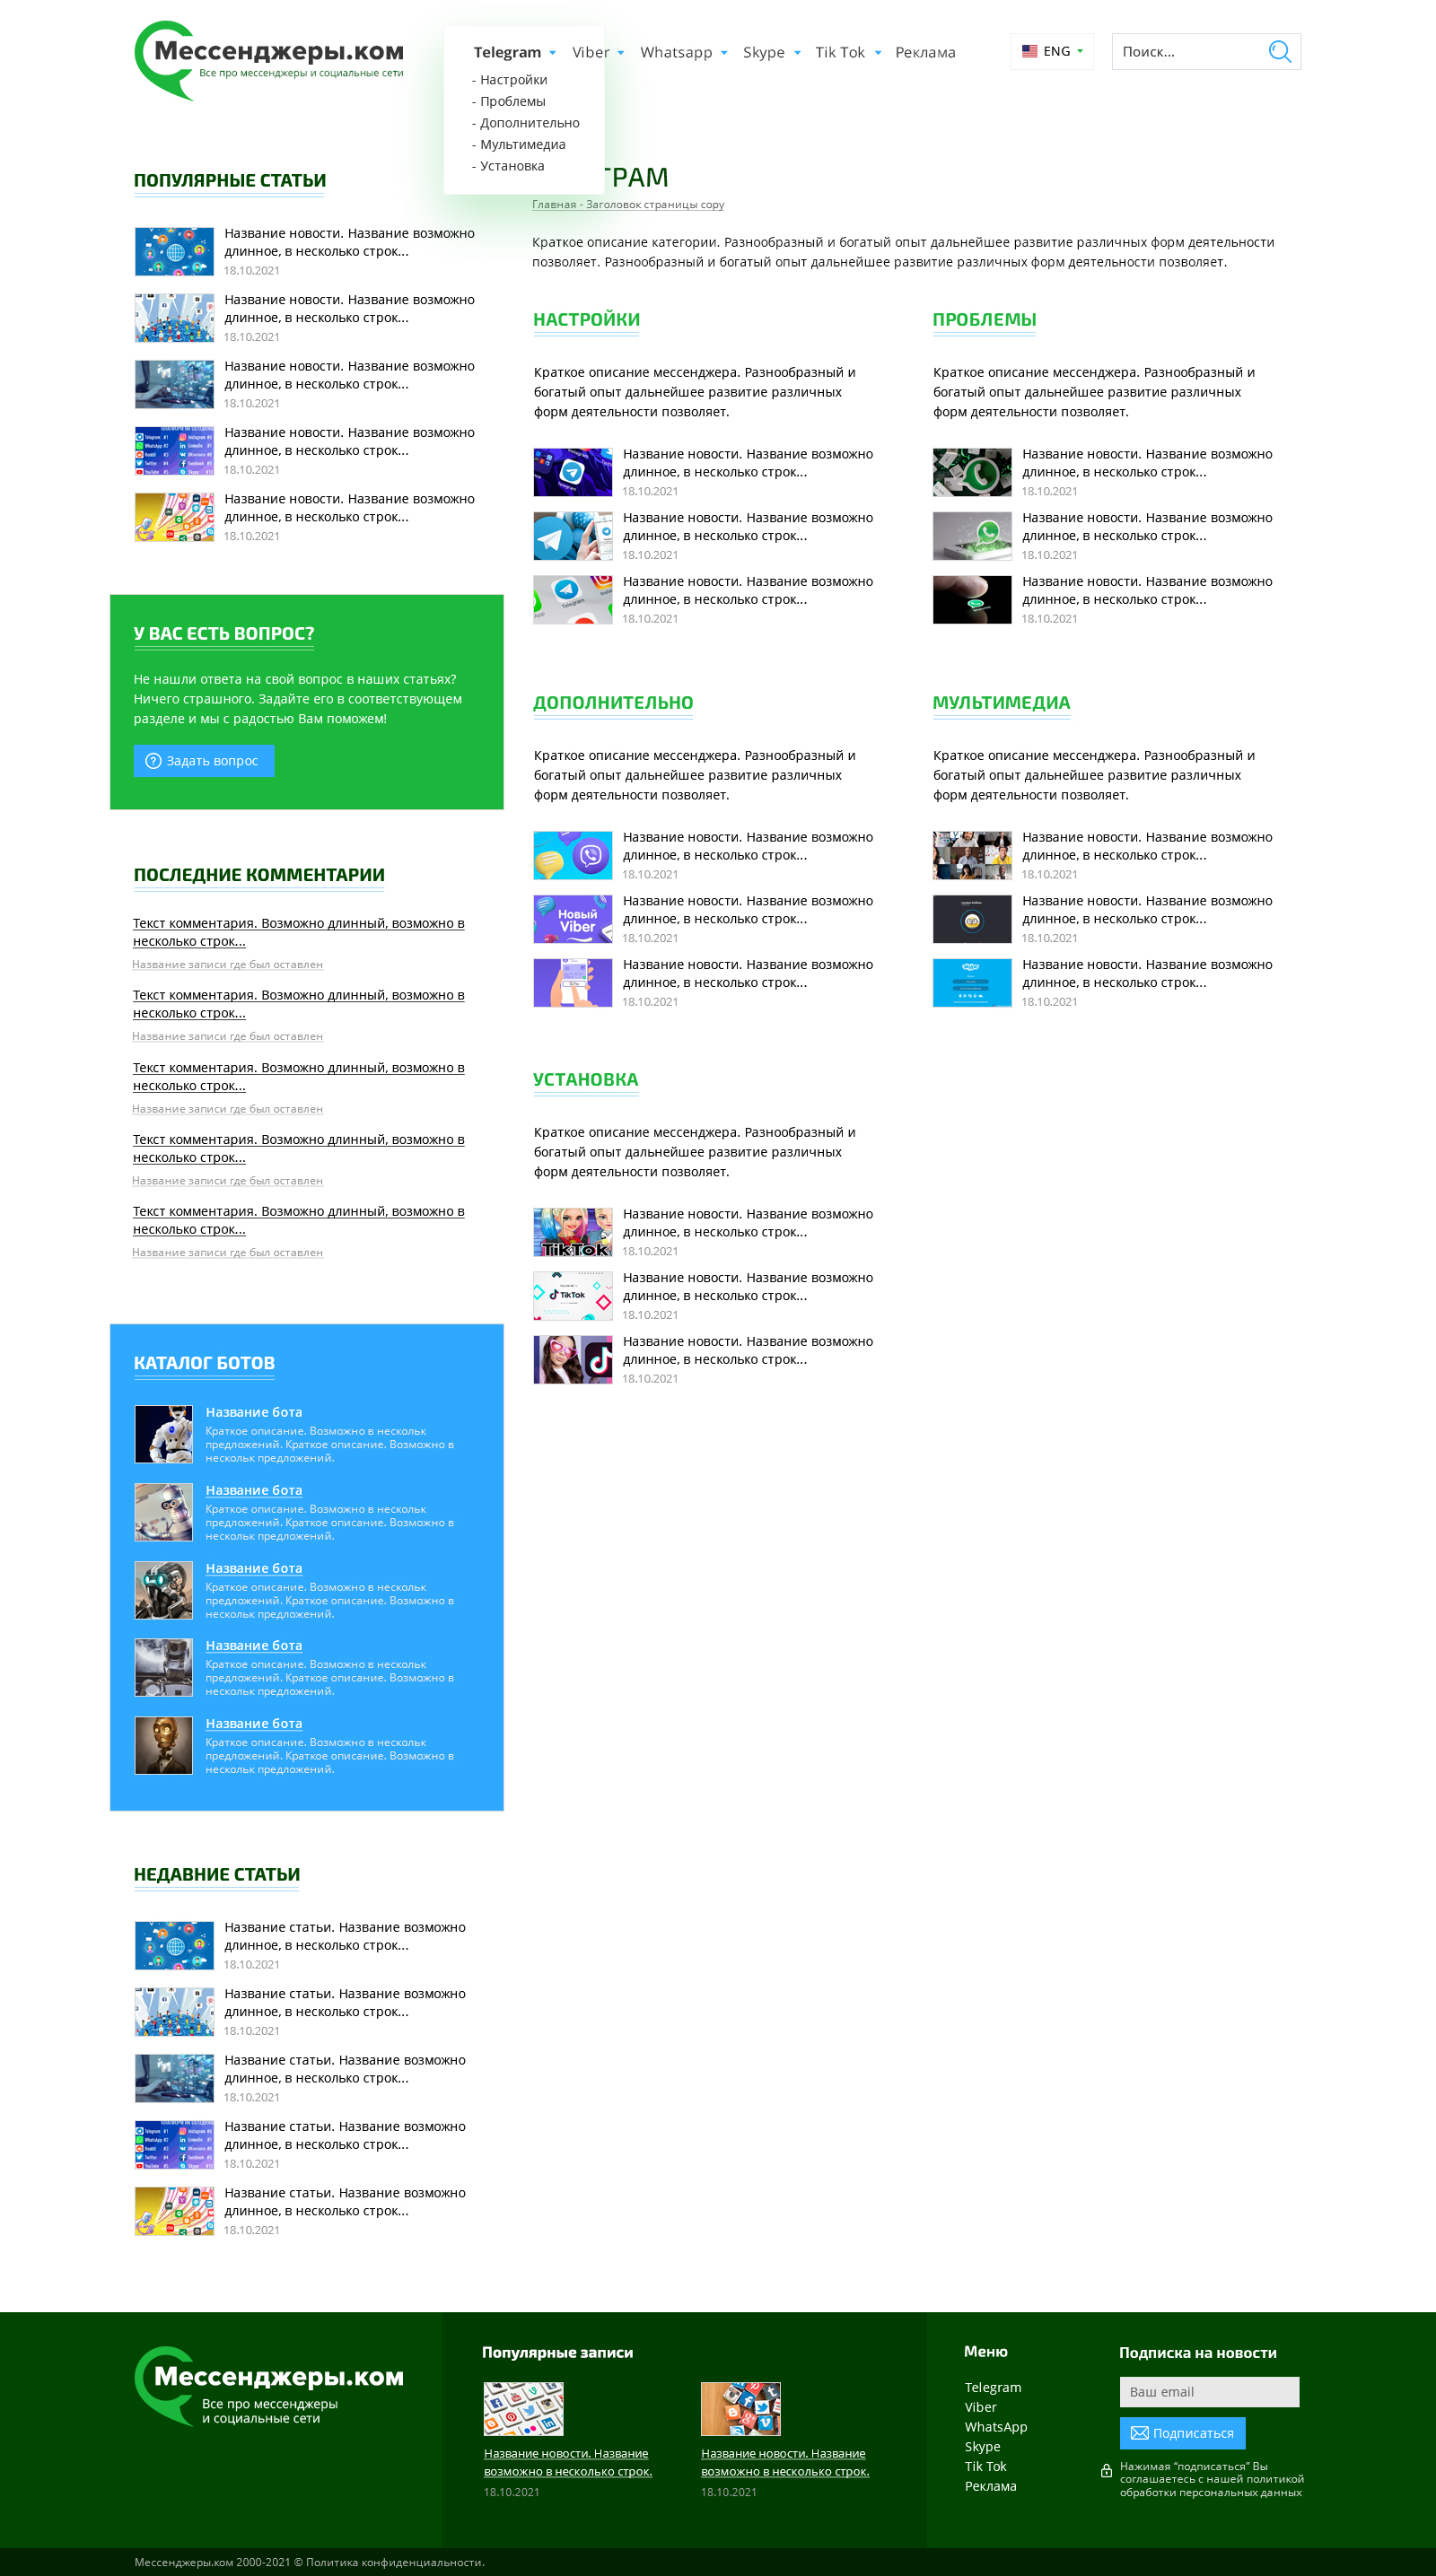 Мессенджеры.ком
Все про мессенджеры и социальные сети
Telegram
Viber
Whatsapp
Skype
Tik Tok
Реклама
ENG
Поиск...
- Настройки
- Проблемы
- Дополнительно
- Мультимедиа
- Установка
ПОПУЛЯРНЫЕ СТАТЬИ
Название новости. Название возможно
длинное, в несколько строк...
18.10.2021
Название новости. Название возможно
длинное, в несколько строк...
18.10.2021
Название новости. Название возможно
длинное, в несколько строк...
18.10.2021
Название новости. Название возможно
длинное, в несколько строк...
18.10.2021
Название новости. Название возможно
длинное, в несколько строк...
18.10.2021
У ВАС ЕСТЬ ВОПРОС?
Не нашли ответа на свой вопрос в наших статьях?
Ничего страшного. Задайте его в соответствующем
разделе и мы с радостью Вам поможем!
Задать вопрос
ПОСЛЕДНИЕ КОММЕНТАРИИ
Текст комментария. Возможно длинный, возможно в
несколько строк...
Название записи где был оставлен
Текст комментария. Возможно длинный, возможно в
несколько строк...
Название записи где был оставлен
Текст комментария. Возможно длинный, возможно в
несколько строк...
Название записи где был оставлен
Текст комментария. Возможно длинный, возможно в
несколько строк...
Название записи где был оставлен
Текст комментария. Возможно длинный, возможно в
несколько строк...
Название записи где был оставлен
КАТАЛОГ БОТОВ
Название бота
Краткое описание. Возможно в нескольк
предложений. Краткое описание. Возможно в
нескольк предложений.
Название бота
Краткое описание. Возможно в нескольк
предложений. Краткое описание. Возможно в
нескольк предложений.
Название бота
Краткое описание. Возможно в нескольк
предложений. Краткое описание. Возможно в
нескольк предложений.
Название бота
Краткое описание. Возможно в нескольк
предложений. Краткое описание. Возможно в
нескольк предложений.
Название бота
Краткое описание. Возможно в нескольк
предложений. Краткое описание. Возможно в
нескольк предложений.
НЕДАВНИЕ СТАТЬИ
Название статьи. Название возможно
длинное, в несколько строк...
18.10.2021
Название статьи. Название возможно
длинное, в несколько строк...
18.10.2021
Название статьи. Название возможно
длинное, в несколько строк...
18.10.2021
Название статьи. Название возможно
длинное, в несколько строк...
18.10.2021
Название статьи. Название возможно
длинное, в несколько строк...
18.10.2021
ГРАМ
Главная - Заголовок страницы сору
Краткое описание категории. Разнообразный и богатый опыт дальнейшее развитие различных форм деятельности
позволяет. Разнообразный и богатый опыт дальнейшее развитие различных форм деятельности позволяет.
НАСТРОЙКИ
Краткое описание мессенджера. Разнообразный и
богатый опыт дальнейшее развитие различных
форм деятельности позволяет.
Название новости. Название возможно
длинное, в несколько строк...
18.10.2021
Название новости. Название возможно
длинное, в несколько строк...
18.10.2021
Название новости. Название возможно
длинное, в несколько строк...
18.10.2021
ПРОБЛЕМЫ
Краткое описание мессенджера. Разнообразный и
богатый опыт дальнейшее развитие различных
форм деятельности позволяет.
Название новости. Название возможно
длинное, в несколько строк...
18.10.2021
Название новости. Название возможно
длинное, в несколько строк...
18.10.2021
Название новости. Название возможно
длинное, в несколько строк...
18.10.2021
ДОПОЛНИТЕЛЬНО
Краткое описание мессенджера. Разнообразный и
богатый опыт дальнейшее развитие различных
форм деятельности позволяет.
Название новости. Название возможно
длинное, в несколько строк...
18.10.2021
Новый
Viber
Название новости. Название возможно
длинное, в несколько строк...
18.10.2021
Название новости. Название возможно
длинное, в несколько строк...
18.10.2021
МУЛЬТИМЕДИА
Краткое описание мессенджера. Разнообразный и
богатый опыт дальнейшее развитие различных
форм деятельности позволяет.
Название новости. Название возможно
длинное, в несколько строк...
18.10.2021
Название новости. Название возможно
длинное, в несколько строк...
18.10.2021
Название новости. Название возможно
длинное, в несколько строк...
18.10.2021
УСТАНОВКА
Краткое описание мессенджера. Разнообразный и
богатый опыт дальнейшее развитие различных
форм деятельности позволяет.
TikTok
Название новости. Название возможно
длинное, в несколько строк...
18.10.2021
TikTok
Название новости. Название возможно
длинное, в несколько строк...
18.10.2021
Название новости. Название возможно
длинное, в несколько строк...
18.10.2021
Мессенджеры.ком
Все про мессенджеры
и социальные сети
Популярные записи
Название новости. Название
возможно в несколько строк.
18.10.2021
Название новости. Название
возможно в несколько строк.
18.10.2021
Меню
Telegram
Viber
WhatsApp
Skype
Tik Tok
Реклама
Подписка на новости
Ваш email
Подписаться
Нажимая “подписаться” Вы
соглашаетесь с нашей политикой
обработки персональных данных
Мессенджеры.ком 2000-2021 © Политика конфиденциальности.